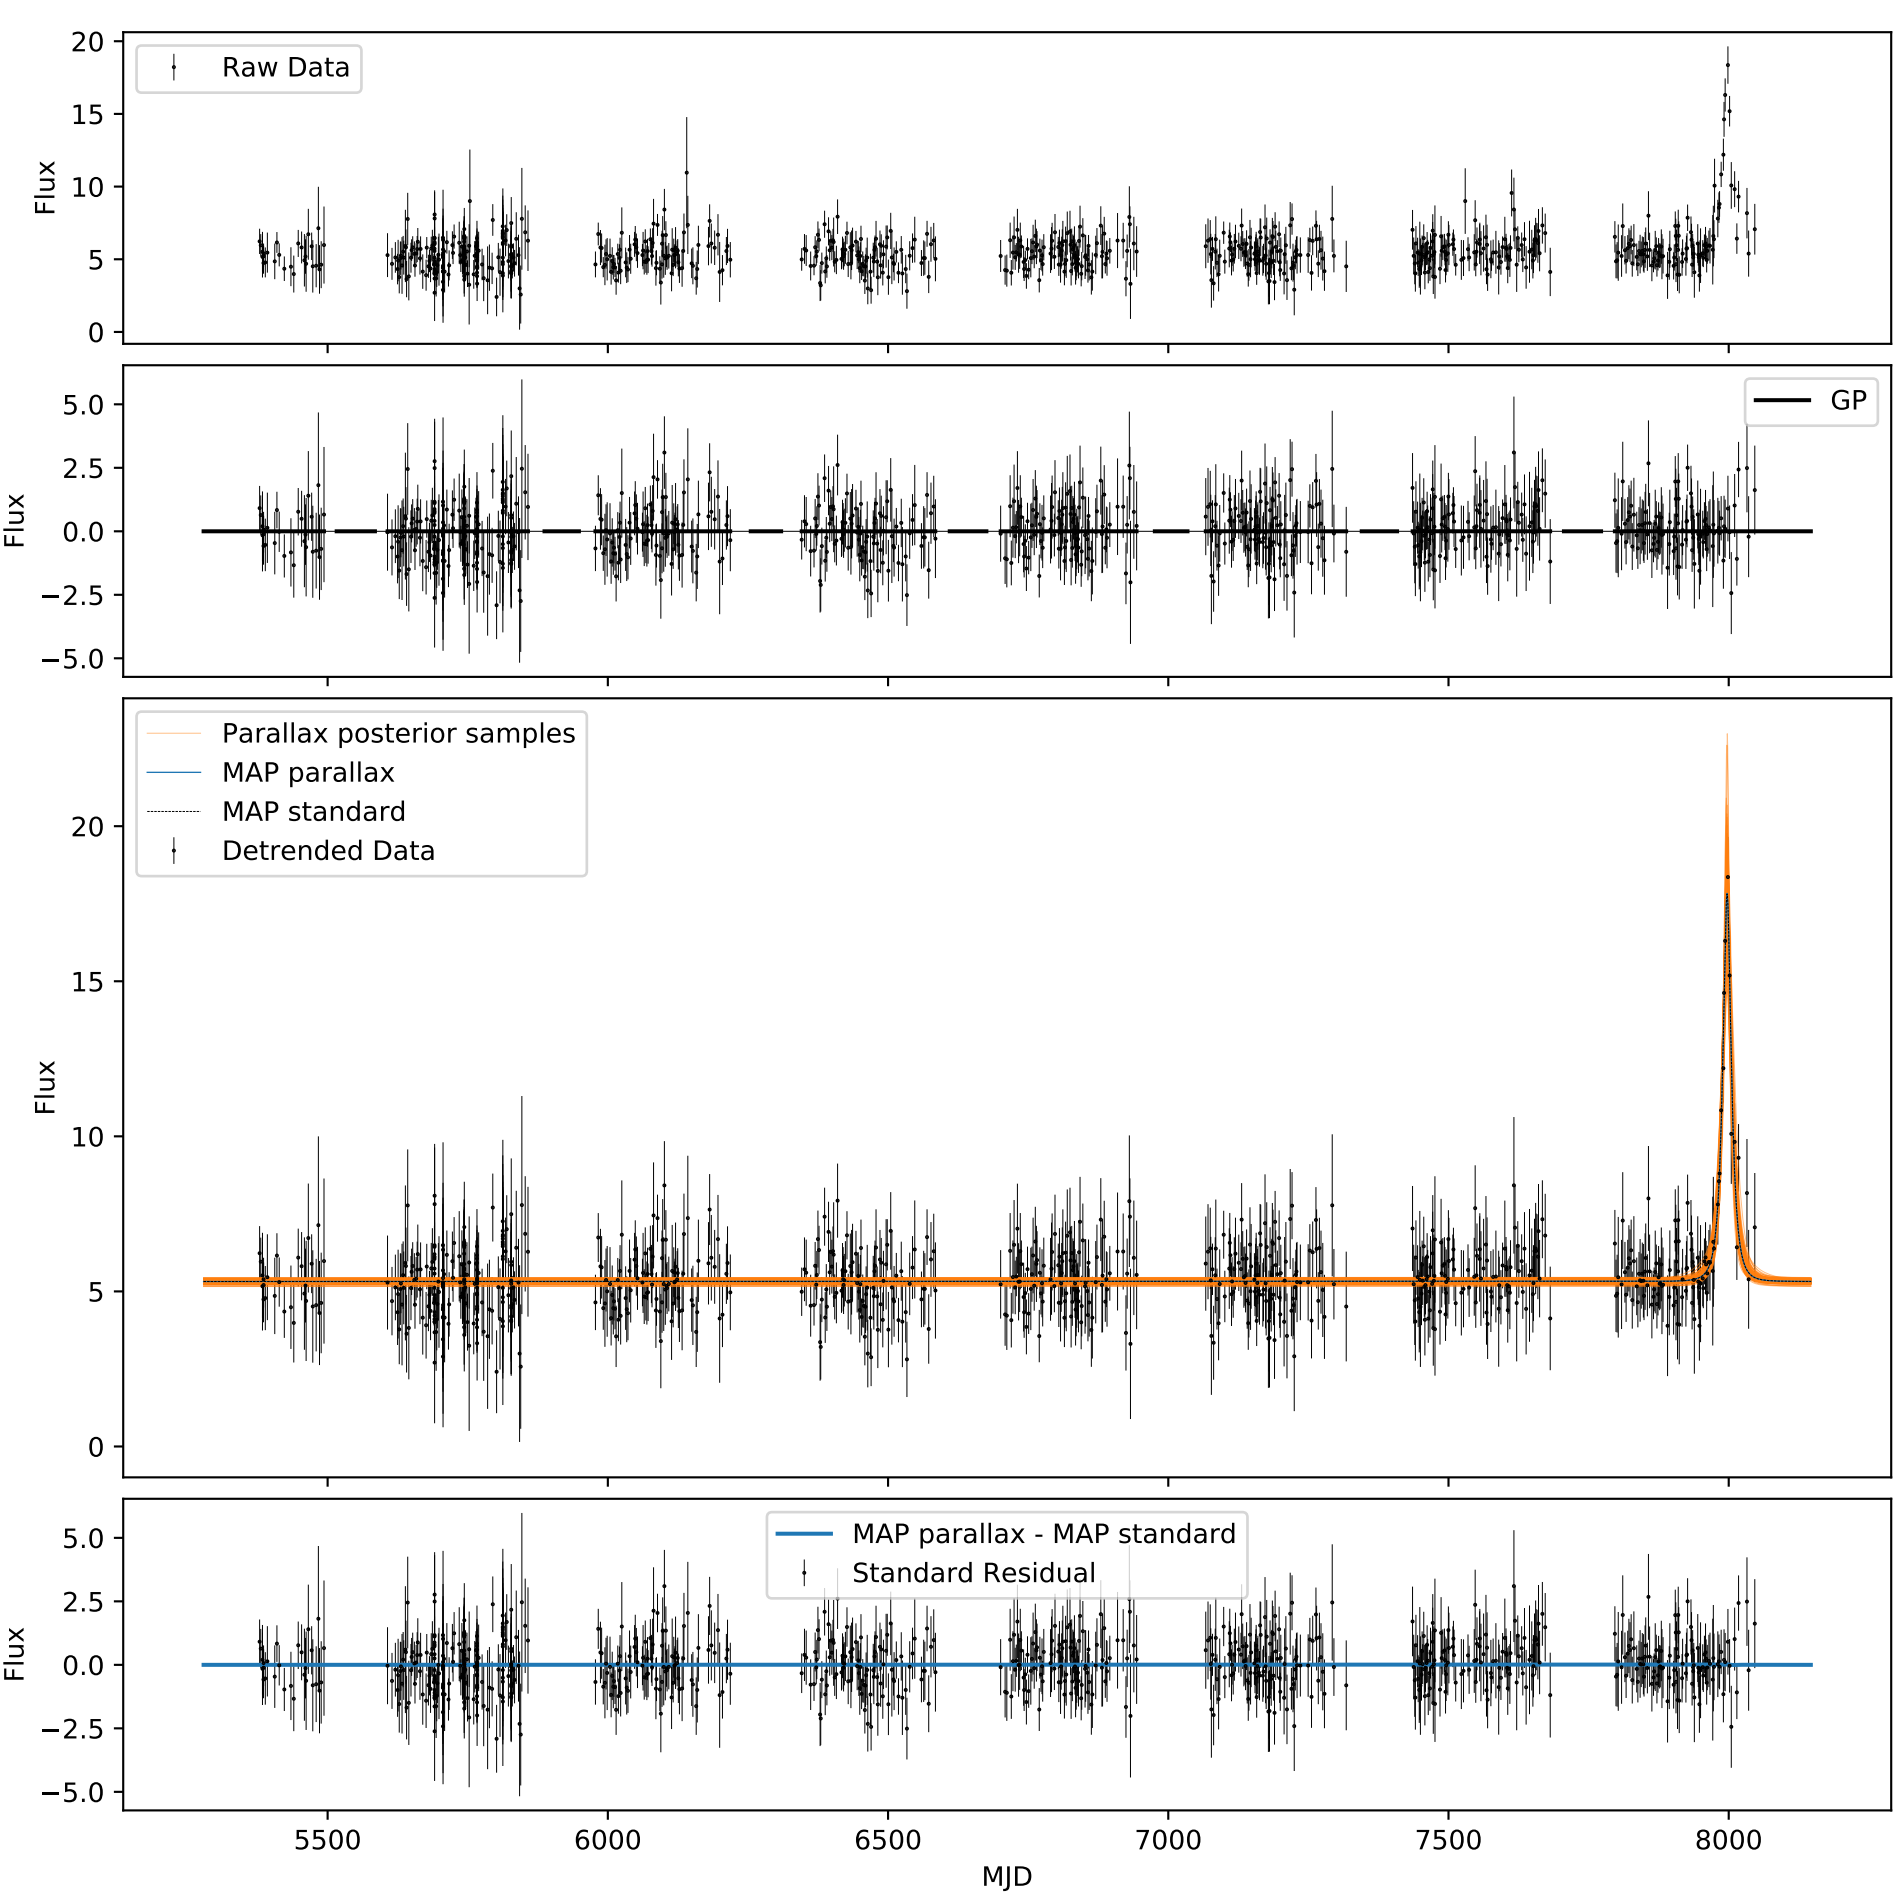 20
15
10
5
0
Flux
Raw Data
5.0
2.5
0.0
−2.5
−5.0
Flux
GP
20
15
10
5
0
Flux
Parallax posterior samples
MAP parallax
MAP standard
Detrended Data
5.0
2.5
0.0
−2.5
−5.0
Flux
MAP parallax - MAP standard
Standard Residual
5500 6000 6500 7000 7500 8000
MJD